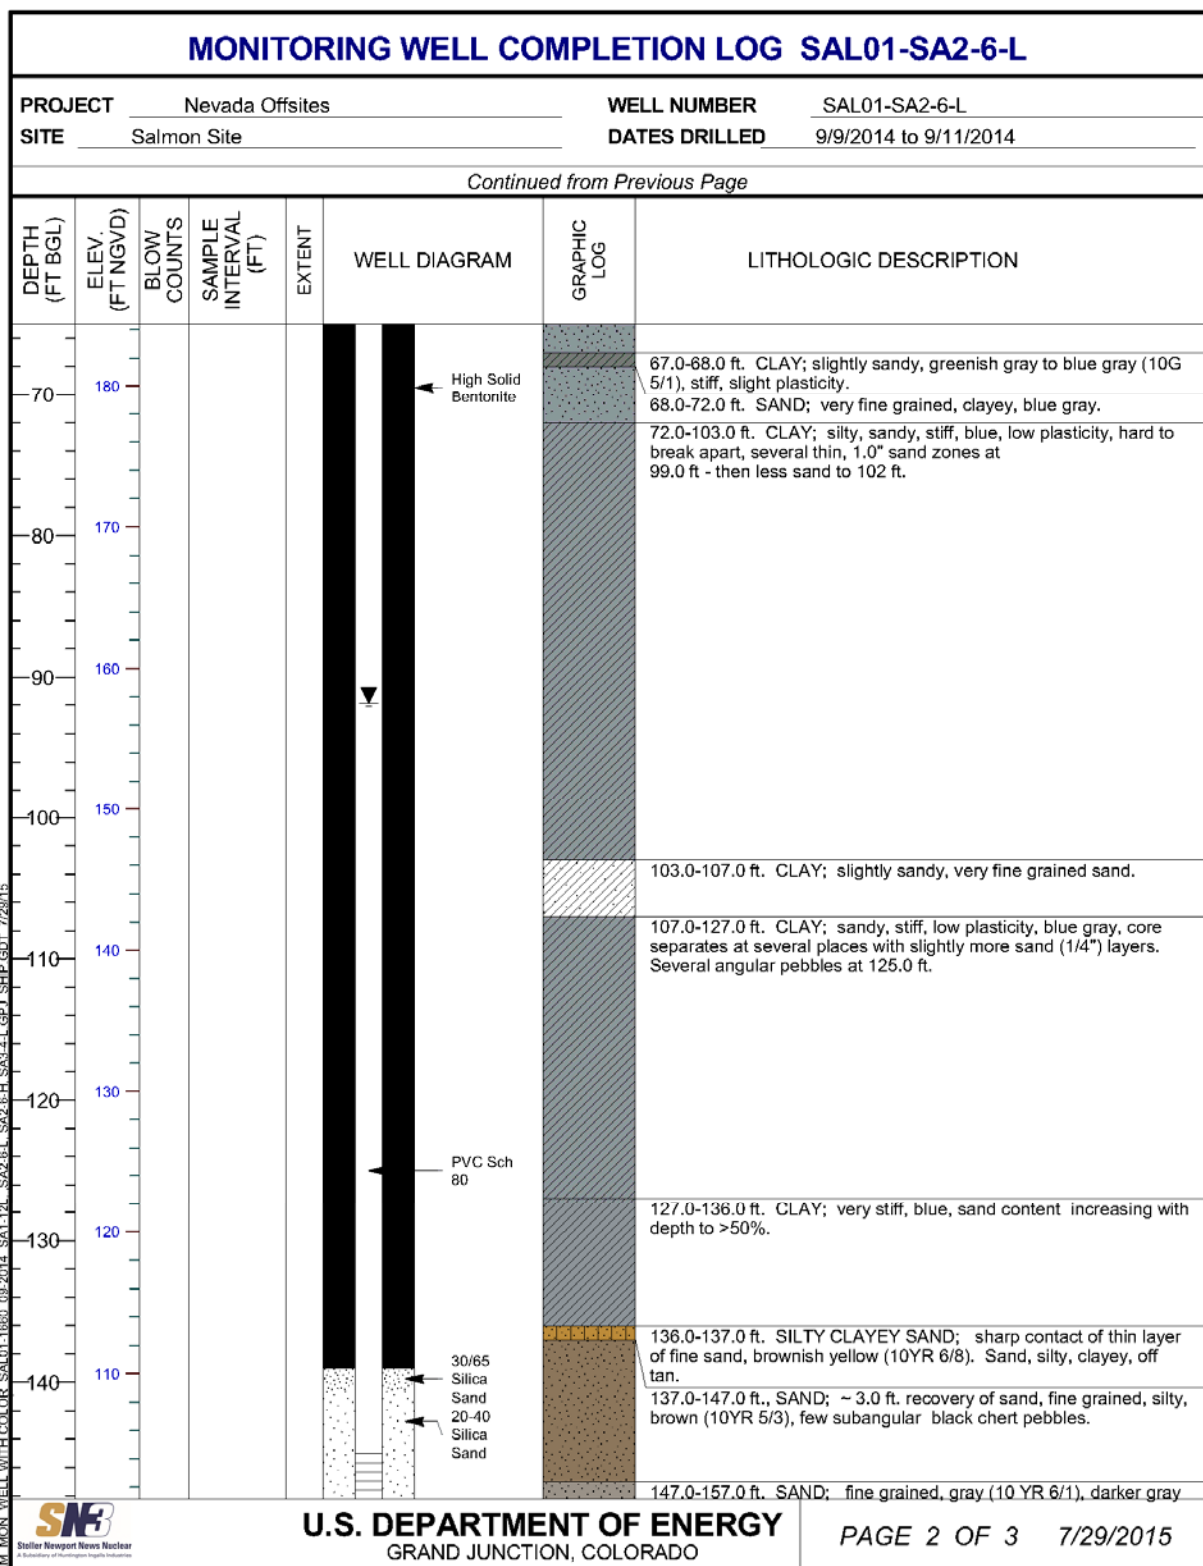 MONITORING WELL COMPLETION LOG SAL01-SA2-6-L
PROJECT Nevada Offsites
WELL NUMBER SAL01-SA2-6-L
SITE Salmon Site
DATES DRILLED 9/9/2014 to 9/11/2014
Continued from Previous Page
DEPTH (FT BGL)
ELEV. (FT NGVD)
BLOW COUNTS
SAMPLE INTERVAL (FT)
EXTENT
WELL DIAGRAM
GRAPHIC LOG
LITHOLOGIC DESCRIPTION
67.0-68.0 ft. CLAY; slightly sandy, greenish gray to blue gray (10G
5/1), stiff, slight plasticity.
68.0-72.0 ft. SAND; very fine grained, clayey, blue gray.
72.0-103.0 ft. CLAY; silty, sandy, stiff, blue, low plasticity, hard to
break apart, several thin, 1.0" sand zones at
99.0 ft - then less sand to 102 ft.
103.0-107.0 ft. CLAY; slightly sandy, very fine grained sand.
107.0-127.0 ft. CLAY; sandy, stiff, low plasticity, blue gray, core
separates at several places with slightly more sand (1/4") layers.
Several angular pebbles at 125.0 ft.
127.0-136.0 ft. CLAY; very stiff, blue, sand content increasing with
depth to >50%.
136.0-137.0 ft. SILTY CLAYEY SAND; sharp contact of thin layer
of fine sand, brownish yellow (10YR 6/8). Sand, silty, clayey, off
tan.
137.0-147.0 ft., SAND; ~ 3.0 ft. recovery of sand, fine grained, silty,
brown (10YR 5/3), few subangular black chert pebbles.
147.0-157.0 ft. SAND; fine grained, gray (10 YR 6/1), darker gray
70
80
90
100
110
120
130
140
180
170
160
150
140
130
120
110
High Solid
Bentonite
PVC Sch
80
30/65
Silica
Sand
20-40
Silica
Sand
SN3
Stoller Newport News Nuclear
A Subsidiary of Huntington Ingalls Industries
U.S. DEPARTMENT OF ENERGY
GRAND JUNCTION, COLORADO
PAGE 2 OF 3 7/29/2015